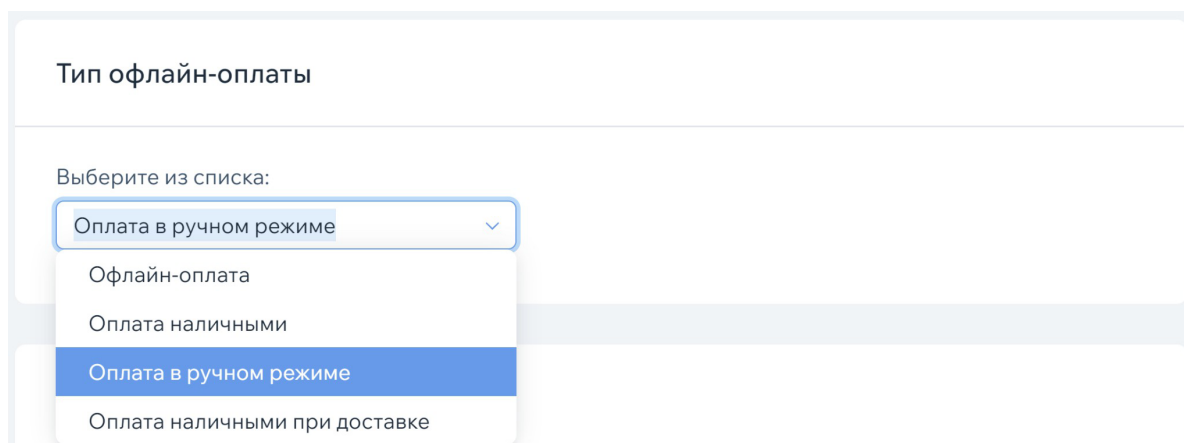 Тип офлайн-оплаты
Выберите из списка:
Оплата в ручном режиме
Офлайн-оплата
Оплата наличными
Оплата в ручном режиме
Оплата наличными при доставке